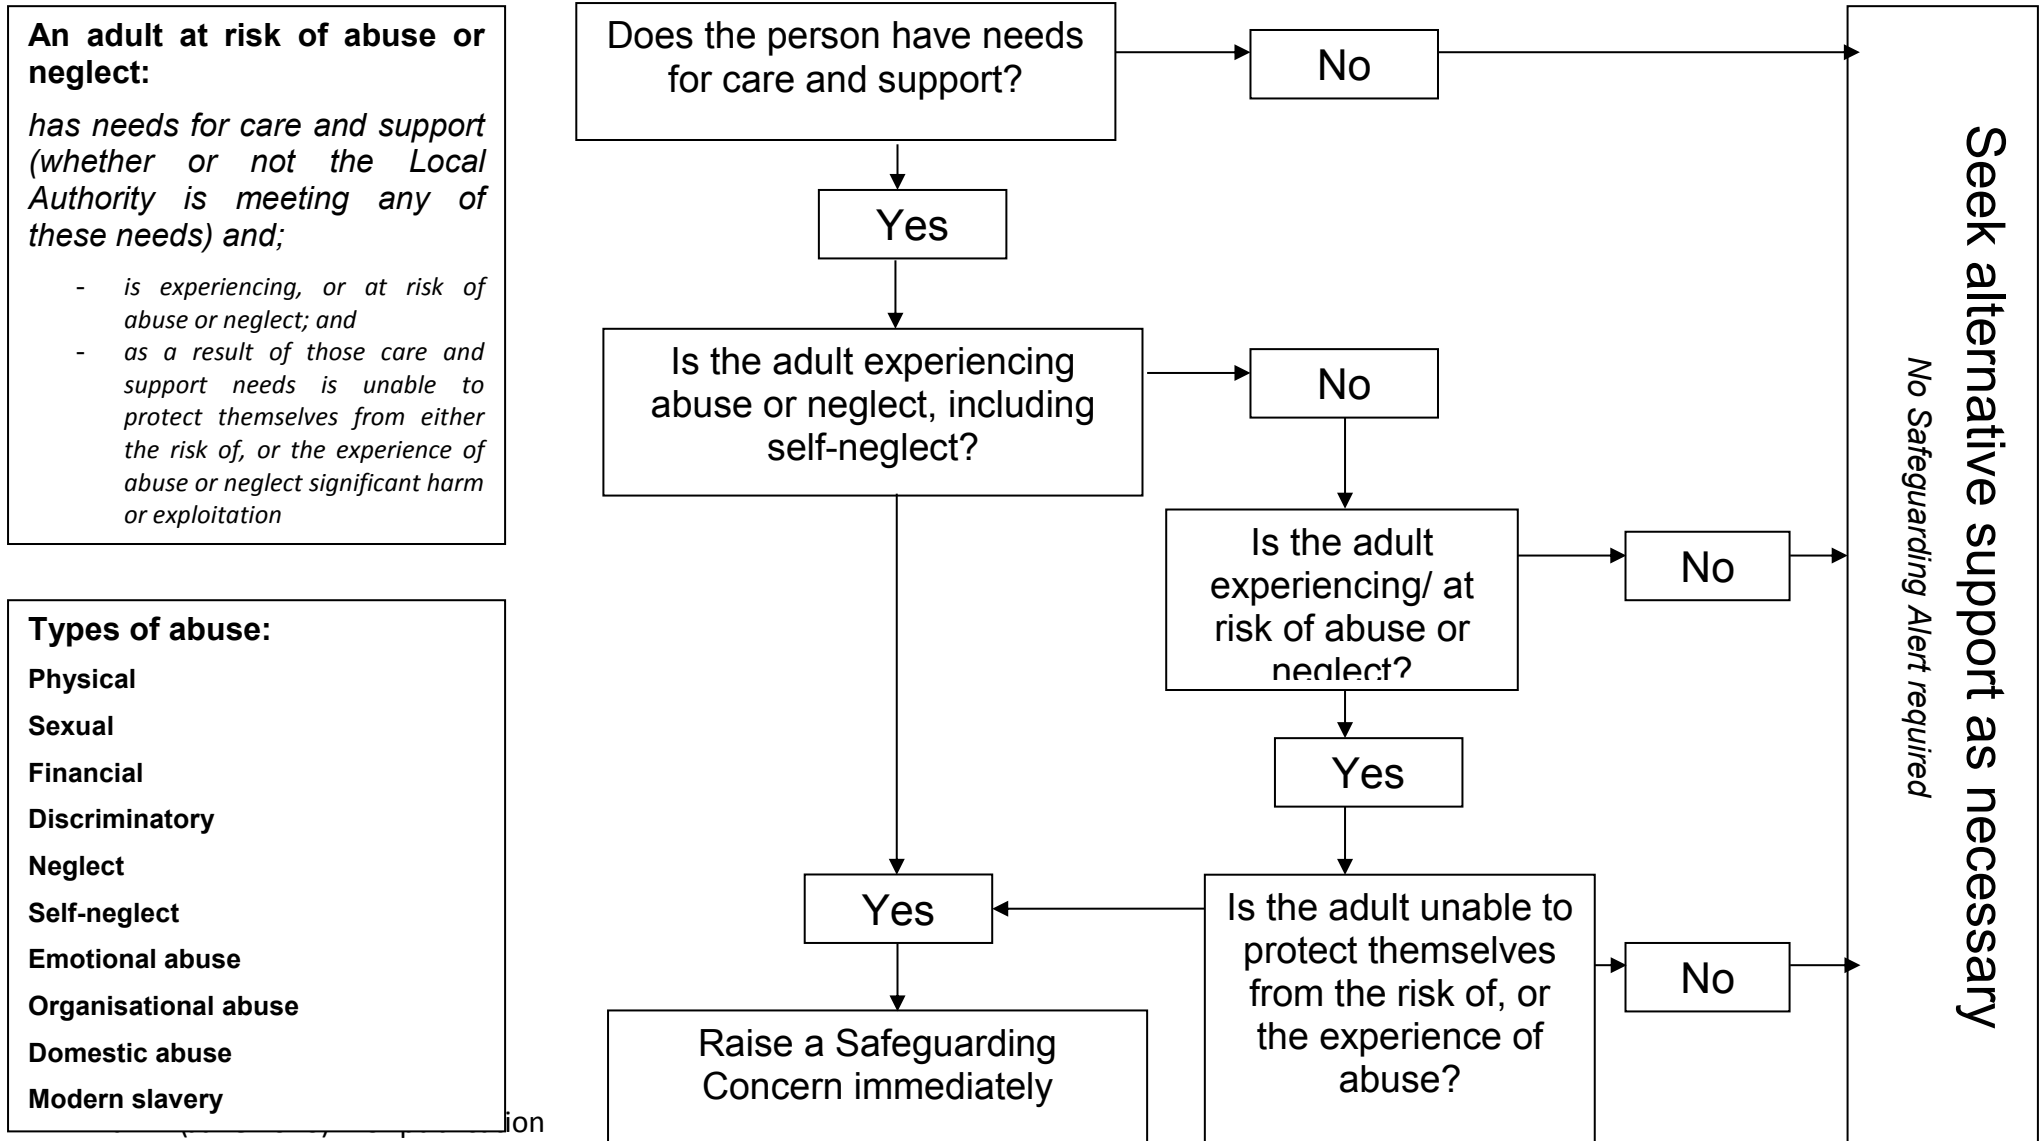 An adult at risk of abuse or
neglect:
has needs for care and support
(whether or not the Local
Authority is meeting any of
these needs) and;
- is experiencing, or at risk of
abuse or neglect; and
- as a result of those care and
support needs is unable to
protect themselves from either
the risk of, or the experience of
abuse or neglect significant harm
or exploitation
Types of abuse:
Physical
Sexual
Financial
Discriminatory
Neglect
Self-neglect
Emotional abuse
Organisational abuse
Domestic abuse
Modern slavery
Does the person have needs
for care and support?
No
Yes
Is the adult experiencing
abuse or neglect, including
self-neglect?
No
Is the adult
experiencing/ at
risk of abuse or
neglect?
No
Yes
Yes
Is the adult unable to
protect themselves
from the risk of, or
the experience of
abuse?
No
Raise a Safeguarding
Concern immediately
Seek alternative support as necessary
No Safeguarding Alert required